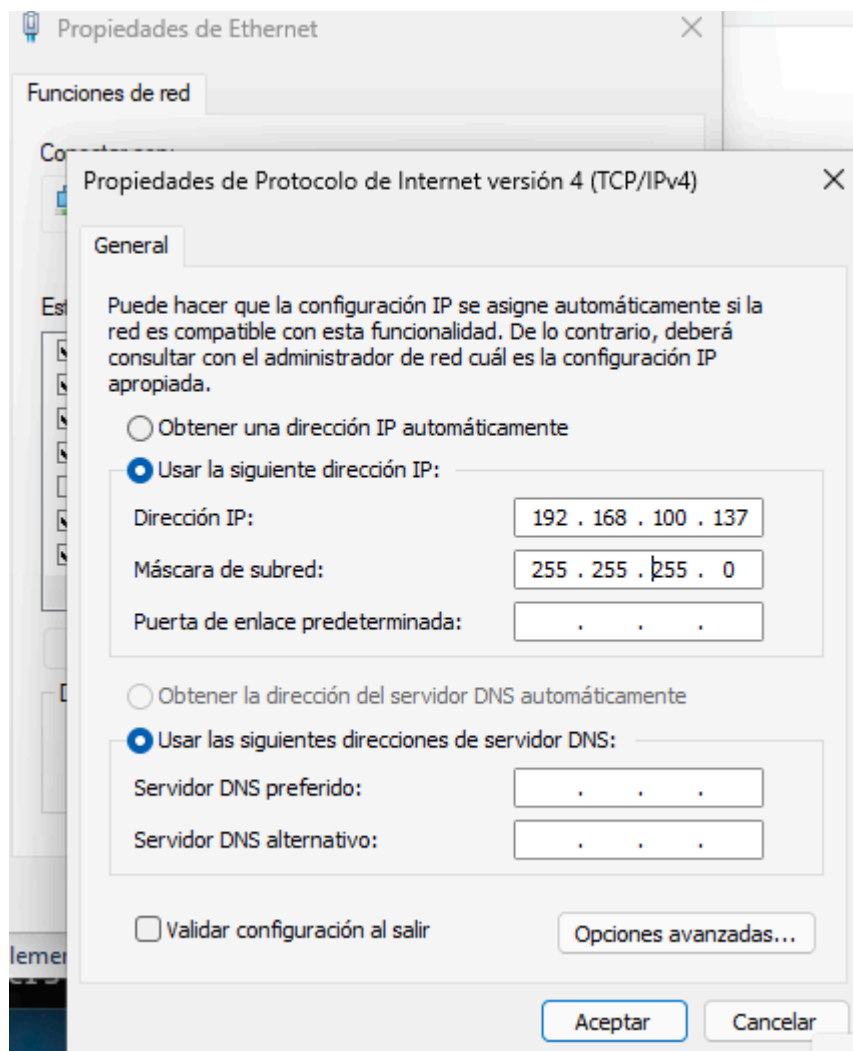 Propiedades de Ethernet
Funciones de red
Propiedades de Protocolo de Internet versión 4 (TCP/IPv4)
General
Puede hacer que la configuración IP se asigne automáticamente si la
red es compatible con esta funcionalidad. De lo contrario, deberá
consultar con el administrador de red cuál es la configuración IP
apropiada.
Obtener una dirección IP automáticamente
Usar la siguiente dirección IP:
Dirección IP: 192 . 168 . 100 . 137
Máscara de subred: 255 . 255 . 255 . 0
Puerta de enlace predeterminada: . . .
Obtener la dirección del servidor DNS automáticamente
Usar las siguientes direcciones de servidor DNS:
Servidor DNS preferido: . . .
Servidor DNS alternativo: . . .
Validar configuración al salir
Opciones avanzadas...
Aceptar Cancelar